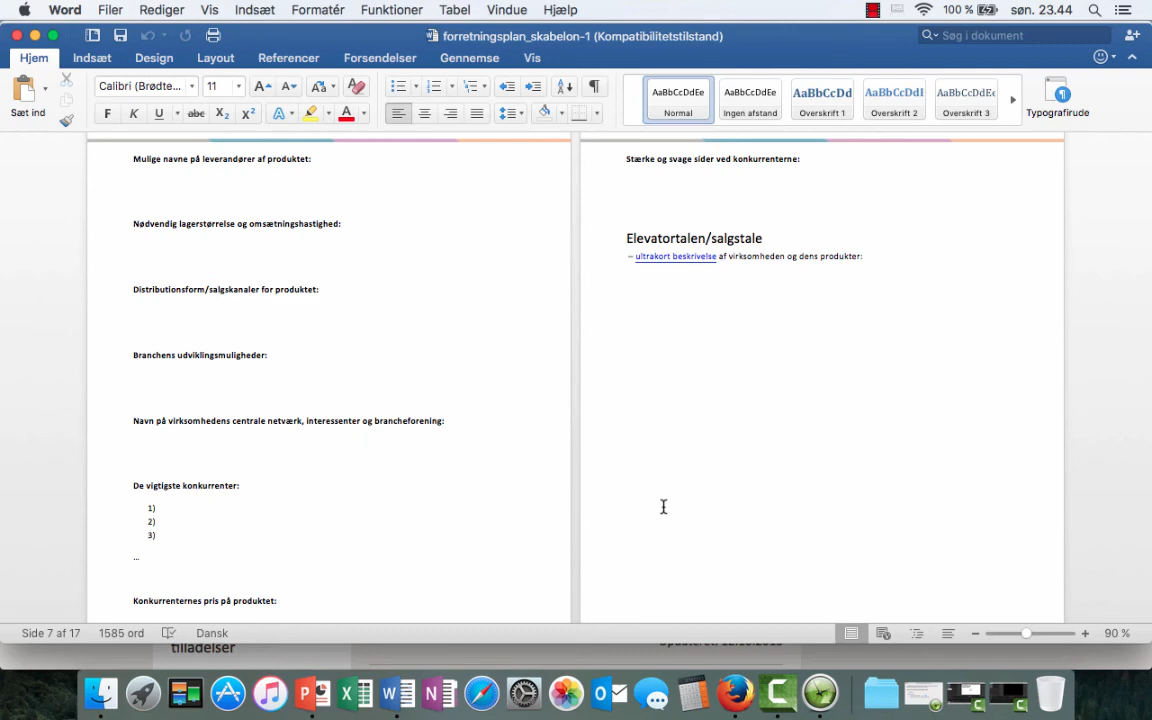 Word Filer Rediger Vis Indsæt Formatér Funktioner Tabel Vindue Hjælp 100 % søn. 23.44
forretningsplan_skabelon-1 (Kompatibilitetstilstand) Søg i dokument
Hjem Indsæt Design Layout Referencer Forsendelser Gennemse Vis
Sæt ind
Calibri (Brødte... 11
F K U abc X₂ X²
AaBbCcDdEe AaBbCcDdEe AaBbCcDd AaBbCcDdI AaBbCcDdEe
Normal Ingen afstand Overskrift 1 Overskrift 2 Overskrift 3 Typografirude
Mulige navne på leverandører af produktet:
Nødvendig lagerstørrelse og omsætningshastighed:
Distributionsform/salgskanaler for produktet:
Branchens udviklingsmuligheder:
Navn på virksomhedens centrale netværk, interessenter og brancheforening:
De vigtigste konkurrenter:
1)
2)
3)
...
Konkurrenternes pris på produktet:
Stærke og svage sider ved konkurrenterne:
Elevatortalen/salgstale
– ultrakort beskrivelse af virksomheden og dens produkter:
Side 7 af 17 1585 ord Dansk 90 %
tilladelser